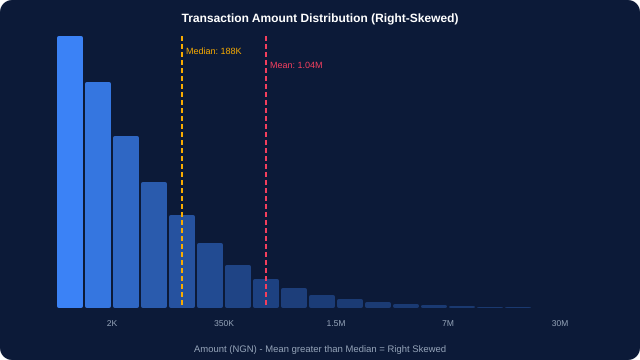 Transaction Amount Distribution (Right-Skewed)
Median: 188K
Mean: 1.04M
2K 350K 1.5M 7M 30M
Amount (NGN) - Mean greater than Median = Right Skewed